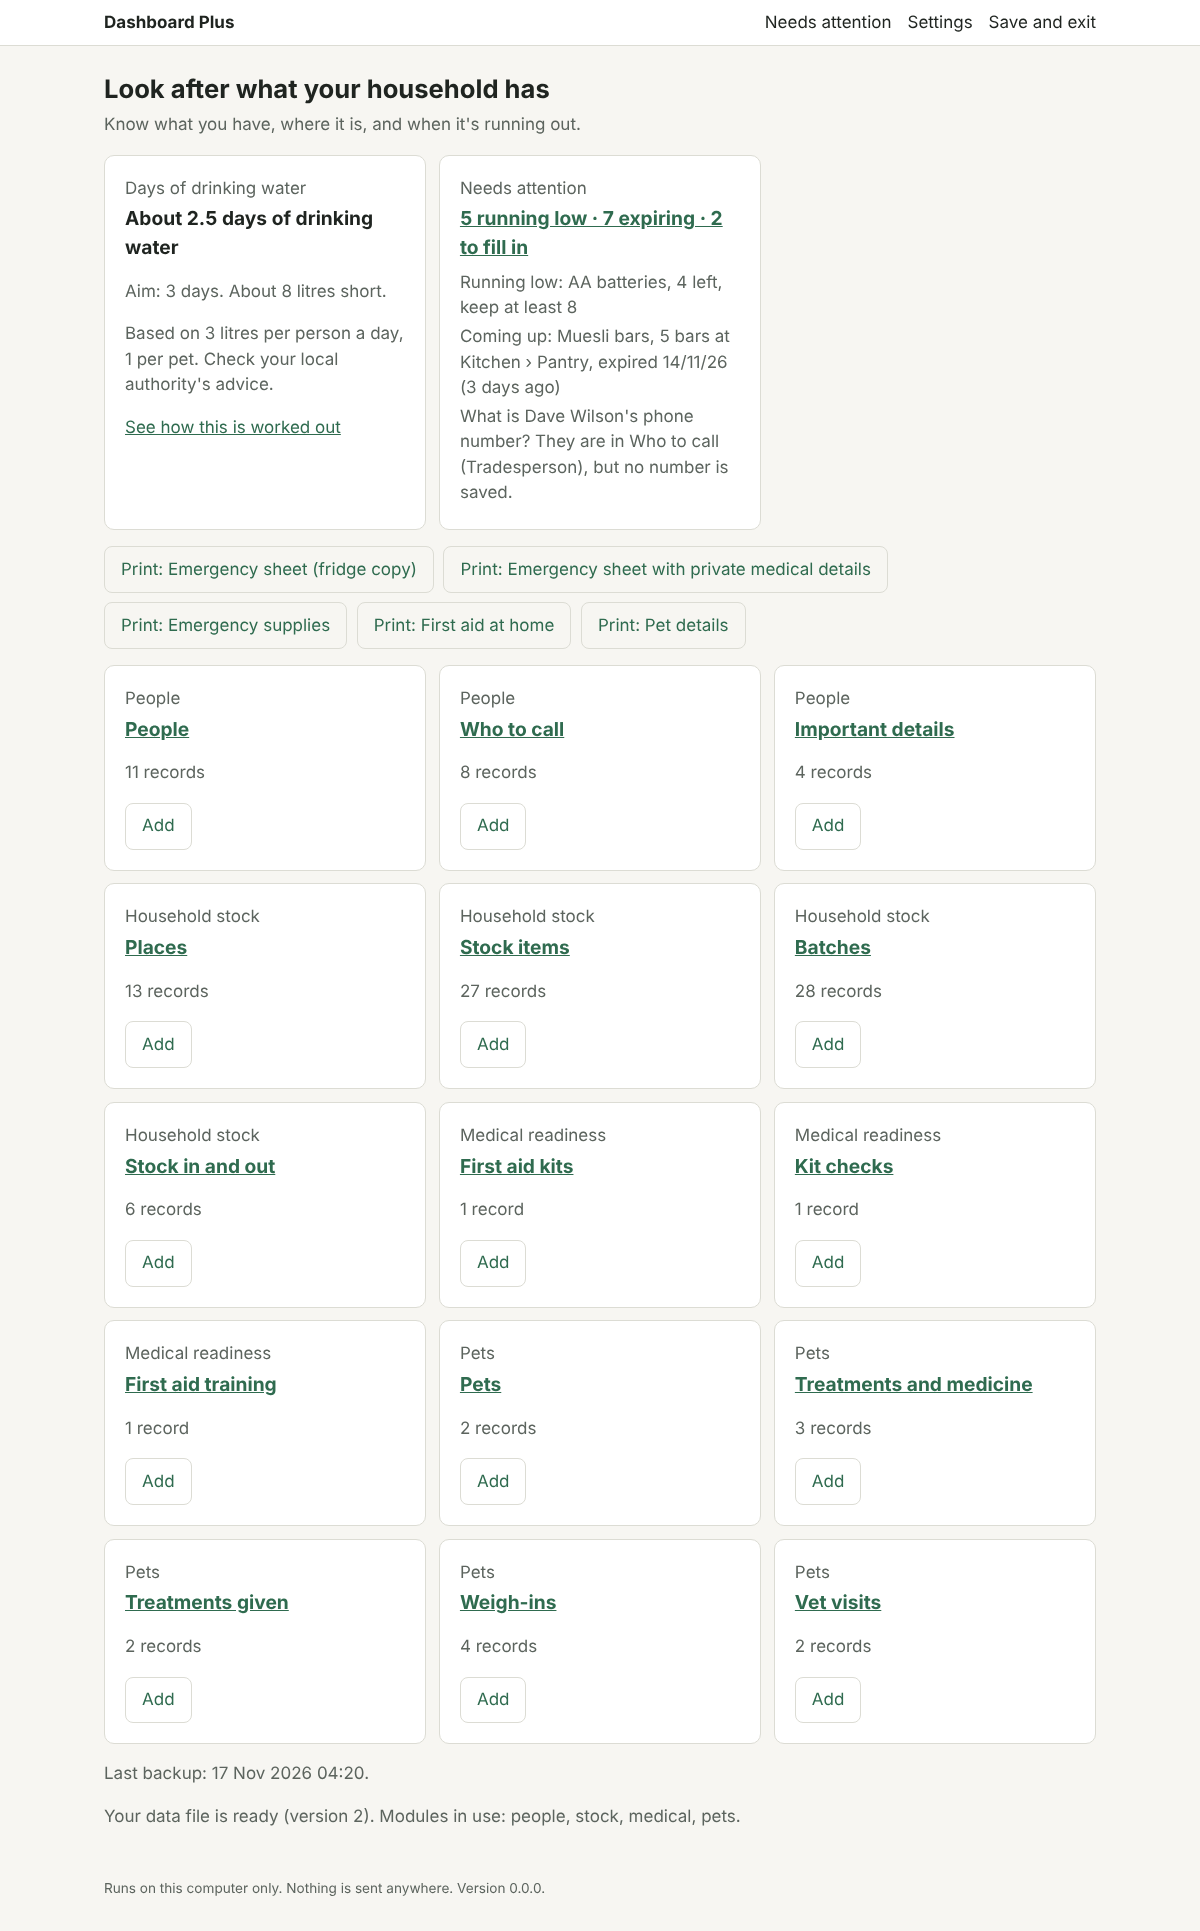 Dashboard Plus
Needs attention Settings Save and exit
Look after what your household has
Know what you have, where it is, and when it's running out.
Days of drinking water
About 2.5 days of drinking
water
Aim: 3 days. About 8 litres short.
Based on 3 litres per person a day,
1 per pet. Check your local
authority's advice.
See how this is worked out
Needs attention
5 running low · 7 expiring · 2
to fill in
Running low: AA batteries, 4 left,
keep at least 8
Coming up: Muesli bars, 5 bars at
Kitchen › Pantry, expired 14/11/26
(3 days ago)
What is Dave Wilson's phone
number? They are in Who to call
(Tradesperson), but no number is
saved.
Print: Emergency sheet (fridge copy)
Print: Emergency sheet with private medical details
Print: Emergency supplies
Print: First aid at home
Print: Pet details
People
People
11 records
Add
People
Who to call
8 records
Add
People
Important details
4 records
Add
Household stock
Places
13 records
Add
Household stock
Stock items
27 records
Add
Household stock
Batches
28 records
Add
Household stock
Stock in and out
6 records
Add
Medical readiness
First aid kits
1 record
Add
Medical readiness
Kit checks
1 record
Add
Medical readiness
First aid training
1 record
Add
Pets
Pets
2 records
Add
Pets
Treatments and medicine
3 records
Add
Pets
Treatments given
2 records
Add
Pets
Weigh-ins
4 records
Add
Pets
Vet visits
2 records
Add
Last backup: 17 Nov 2026 04:20.
Your data file is ready (version 2). Modules in use: people, stock, medical, pets.
Runs on this computer only. Nothing is sent anywhere. Version 0.0.0.